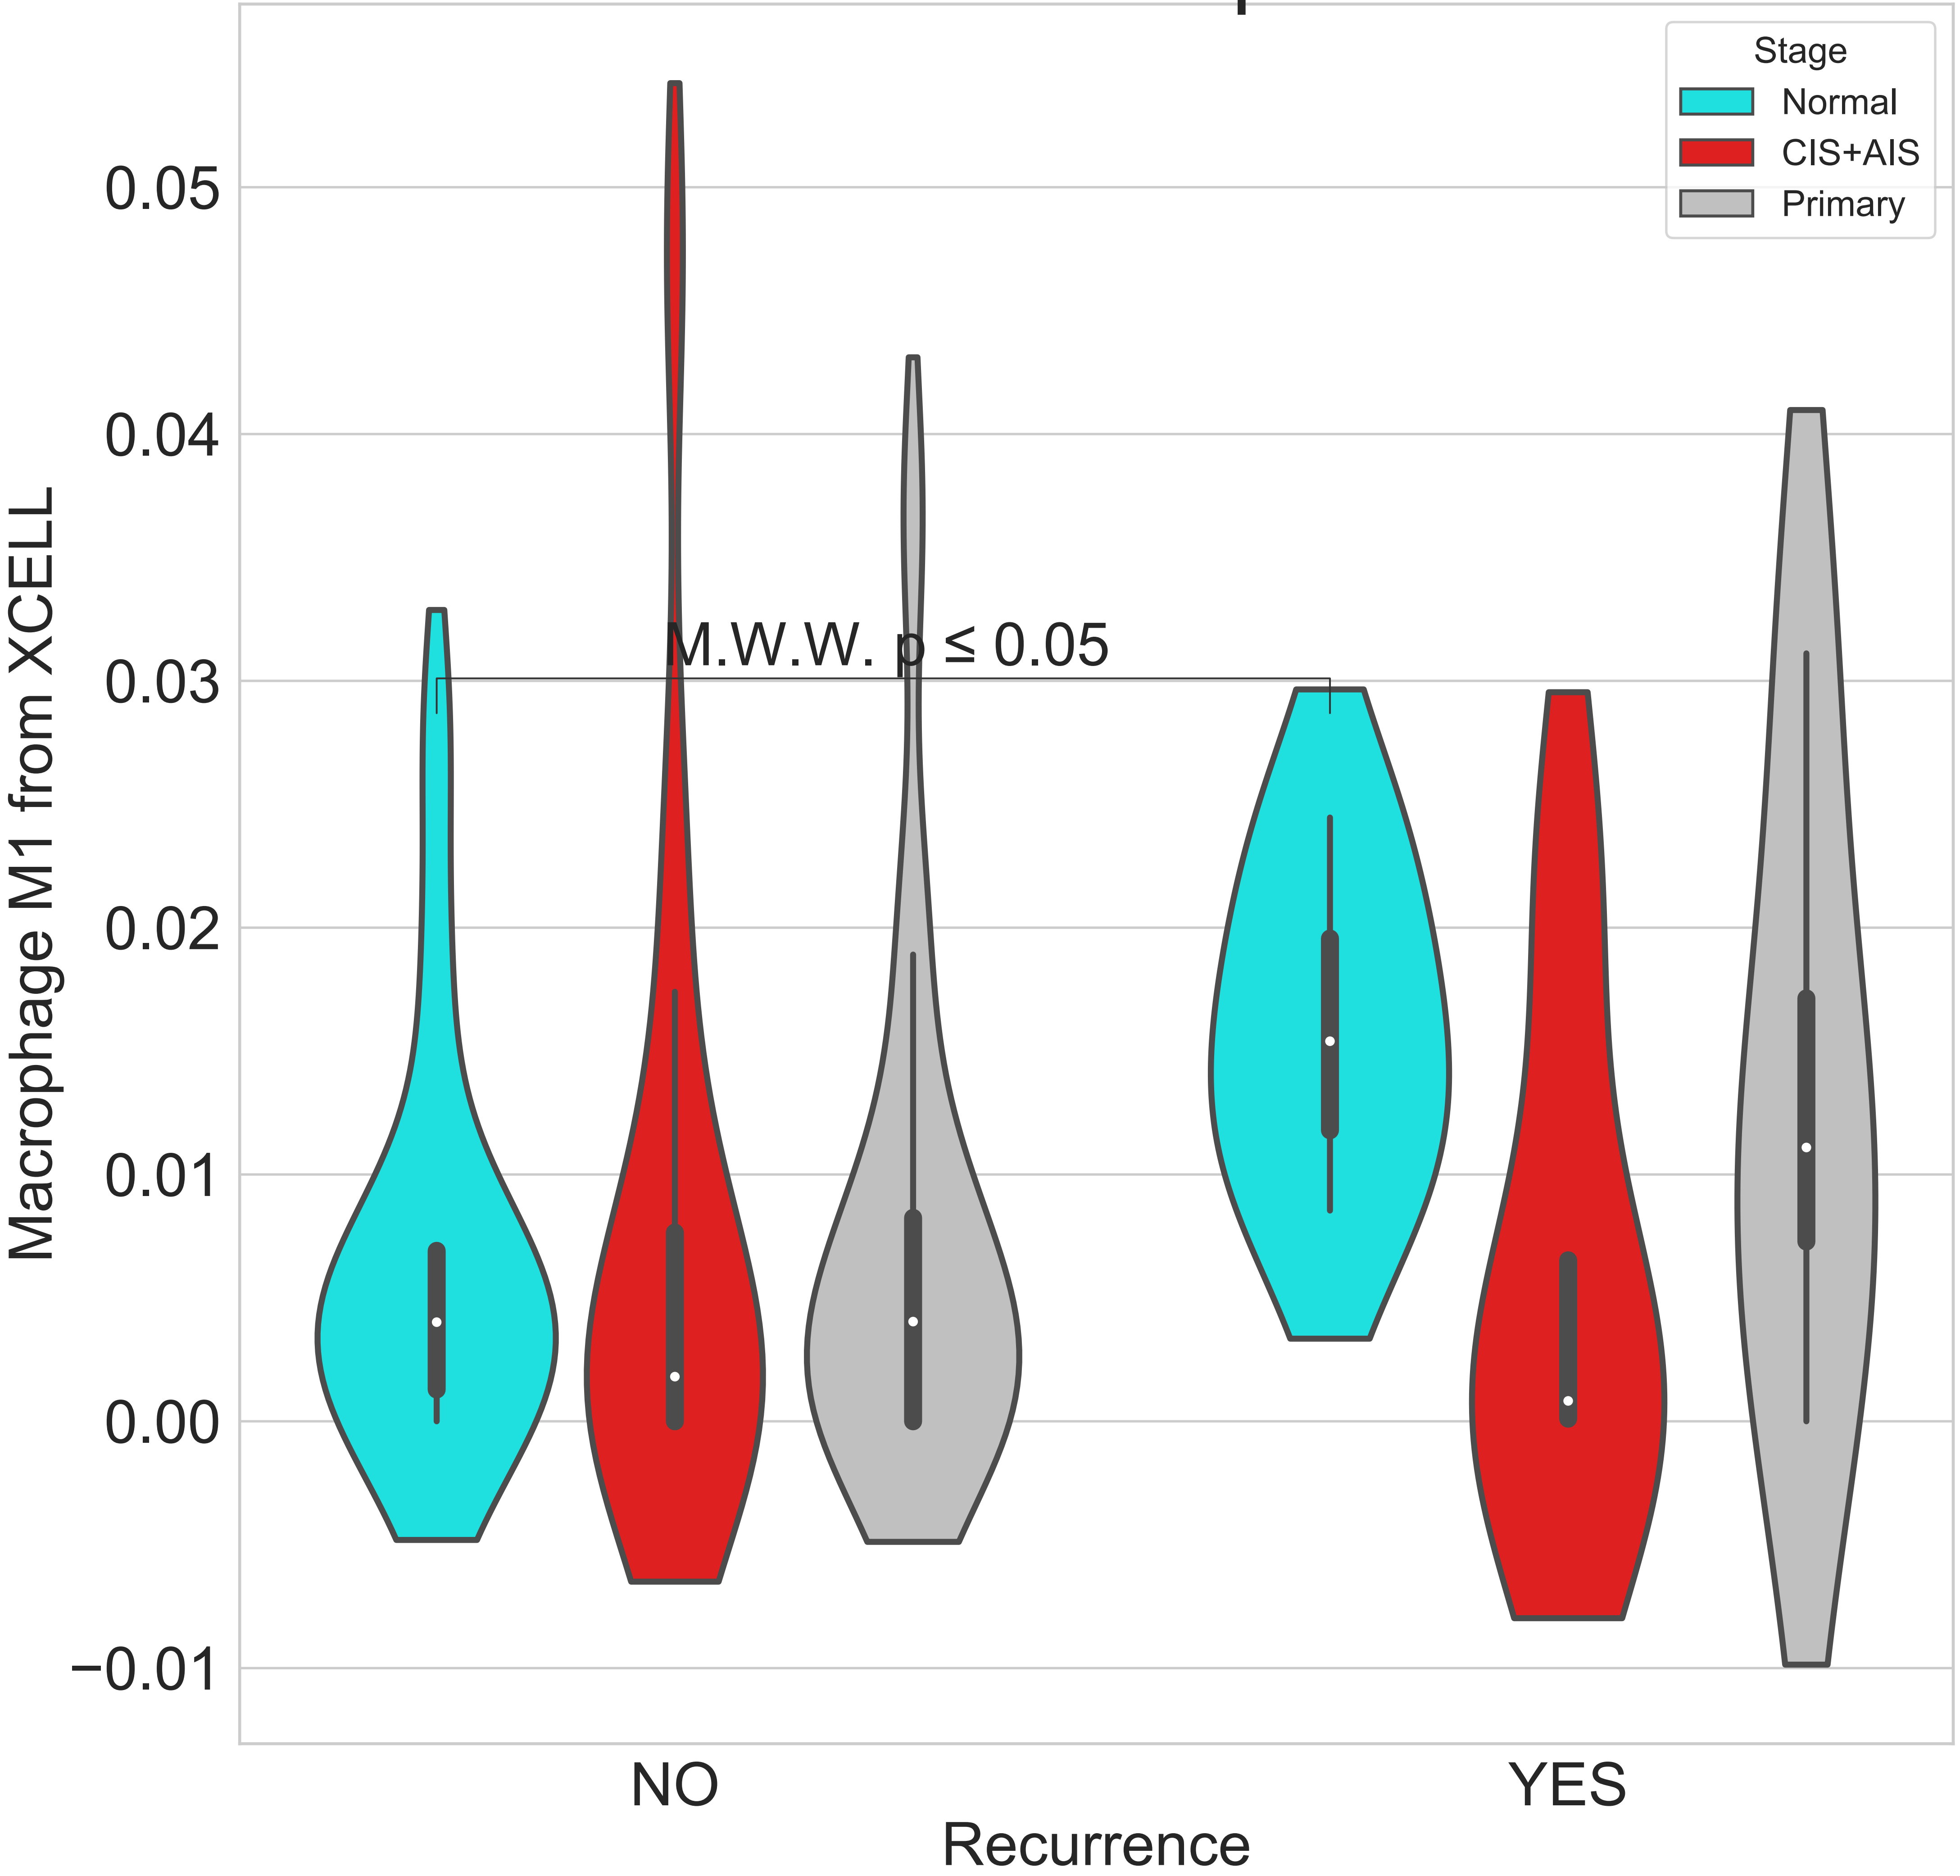 Stage
Normal
CIS+AIS
Primary
Macrophage M1 from XCELL
0.05
0.04
0.03
0.02
0.01
0.00
−0.01
M.W.W. p ≤ 0.05
NO
YES
Recurrence